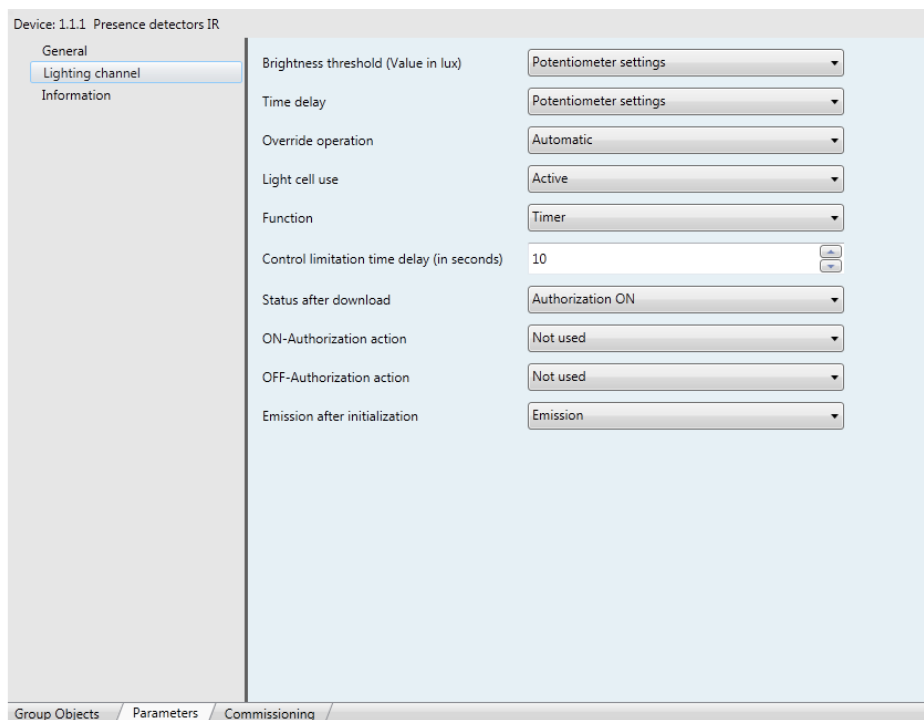 Device: 1.1.1 Presence detectors IR
General
Lighting channel
Information
Brightness threshold (Value in lux) Potentiometer settings
Time delay Potentiometer settings
Override operation Automatic
Light cell use Active
Function Timer
Control limitation time delay (in seconds) 10
Status after download Authorization ON
ON-Authorization action Not used
OFF-Authorization action Not used
Emission after initialization Emission
Group Objects Parameters Commissioning